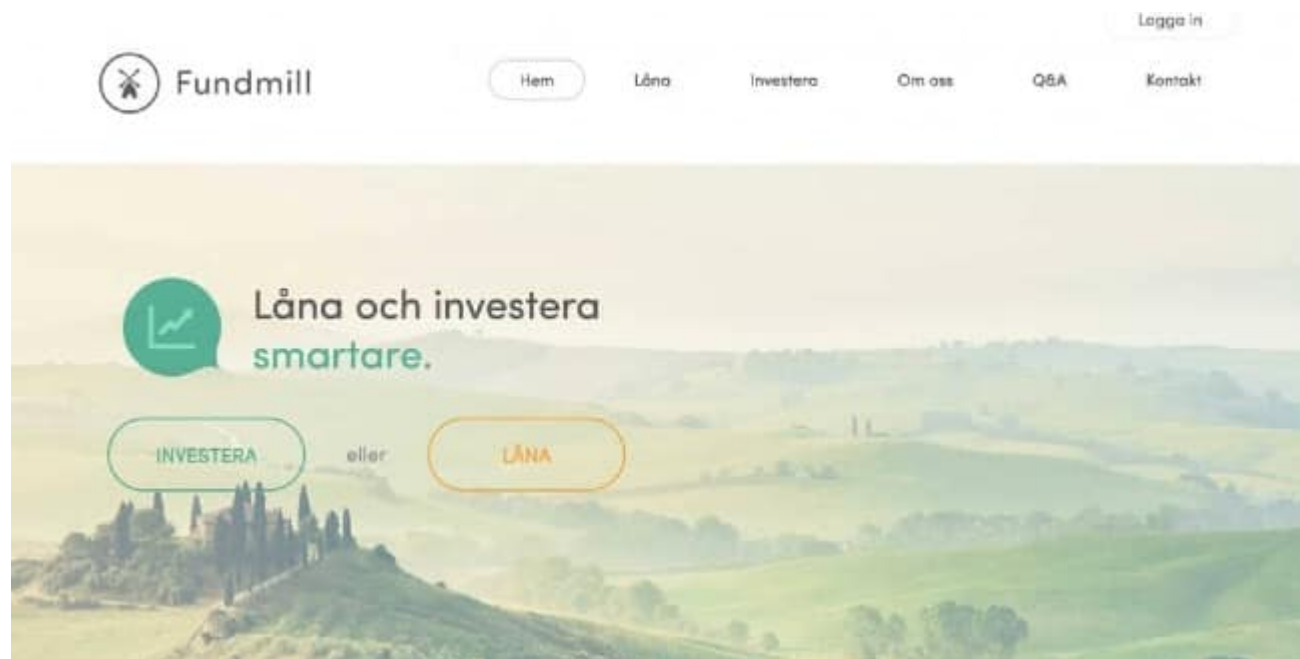 Logga in
Fundmill
Hem Låna Investera Om oss Q&A Kontakt
Låna och investera
smartare.
INVESTERA eller LÅNA